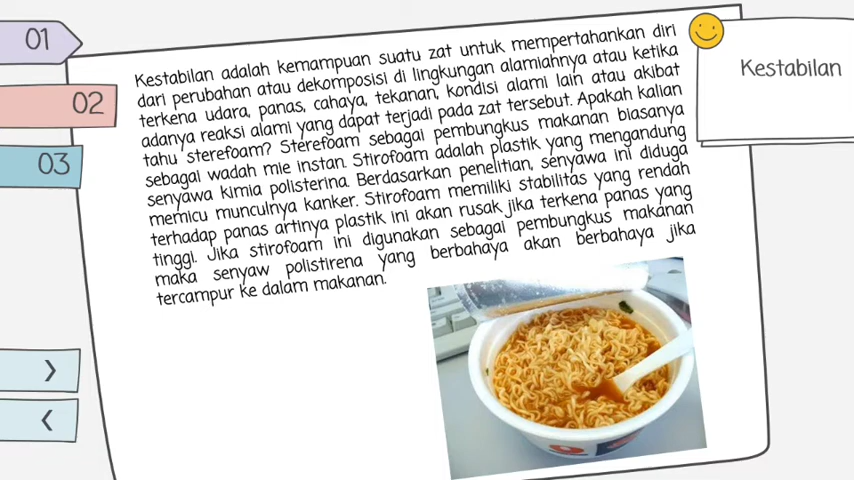 01
02
03
Kestabilan
Kestabilan adalah kemampuan suatu zat untuk mempertahankan diri
dari perubahan atau dekomposisi di lingkungan alamiahnya atau ketika
terkena udara, panas, cahaya, tekanan, kondisi alami lain atau akibat
adanya reaksi alami yang dapat terjadi pada zat tersebut. Apakah kalian
tahu sterefoam? Sterefoam sebagai pembungkus makanan biasanya
sebagai wadah mie instan. Stirofoam adalah plastik yang mengandung
senyawa kimia polisterina. Berdasarkan penelitian, senyawa ini diduga
memicu munculnya kanker. Stirofoam memiliki stabilitas yang rendah
terhadap panas artinya plastik ini akan rusak jika terkena panas yang
tinggi. Jika stirofoam ini digunakan sebagai pembungkus makanan
maka senyaw polistirena yang berbahaya akan berbahaya jika
tercampur ke dalam makanan.